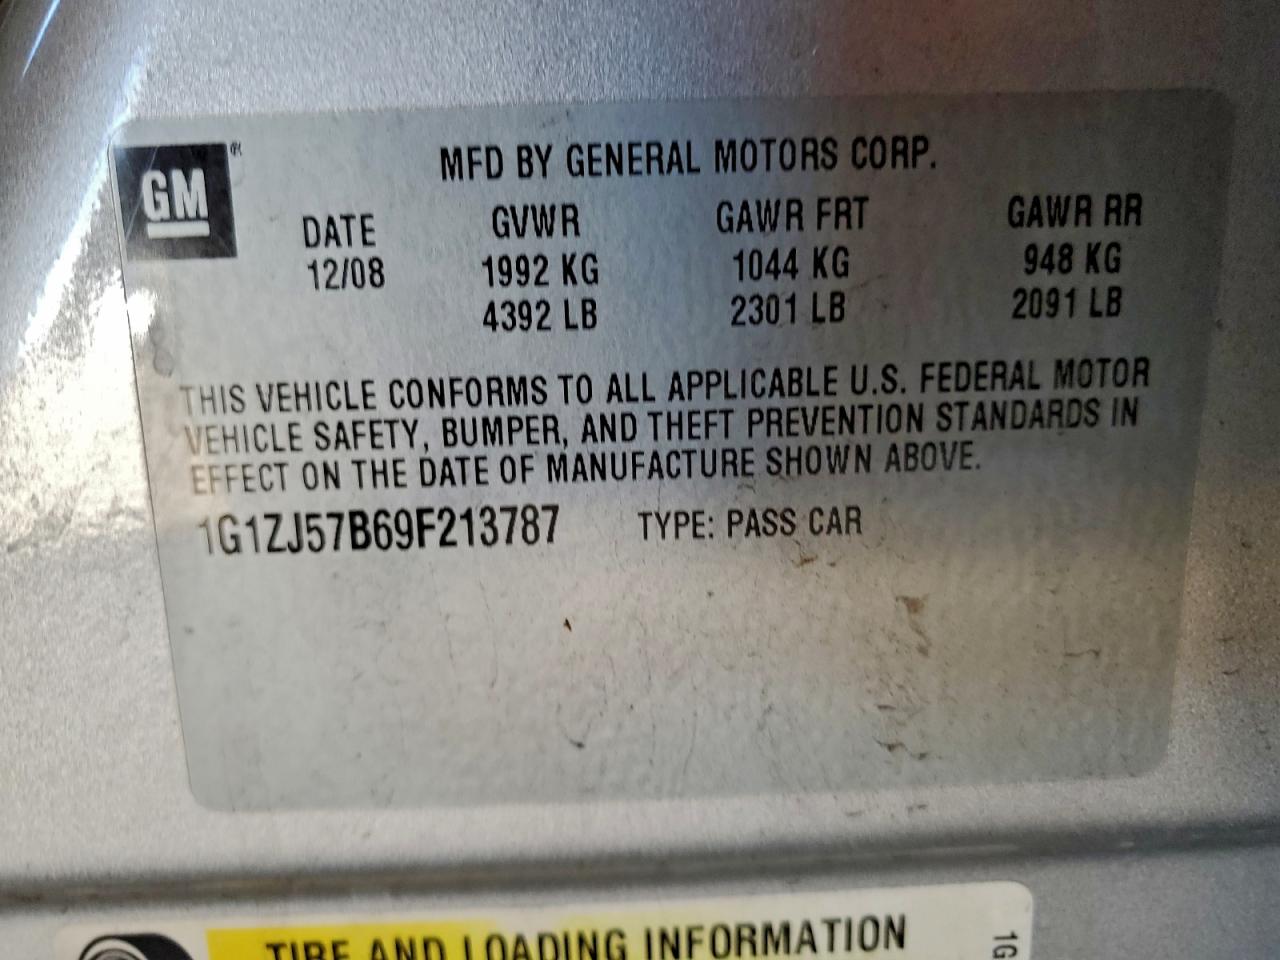 GM ®
MFD BY GENERAL MOTORS CORP.
DATE GVWR GAWR FRT GAWR RR
12/08 1992 KG 1044 KG 948 KG
4392 LB 2301 LB 2091 LB
THIS VEHICLE CONFORMS TO ALL APPLICABLE U.S. FEDERAL MOTOR
VEHICLE SAFETY, BUMPER, AND THEFT PREVENTION STANDARDS IN
EFFECT ON THE DATE OF MANUFACTURE SHOWN ABOVE.
1G1ZJ57B69F213787 TYPE: PASS CAR
TIRE AND LOADING INFORMATION
1G